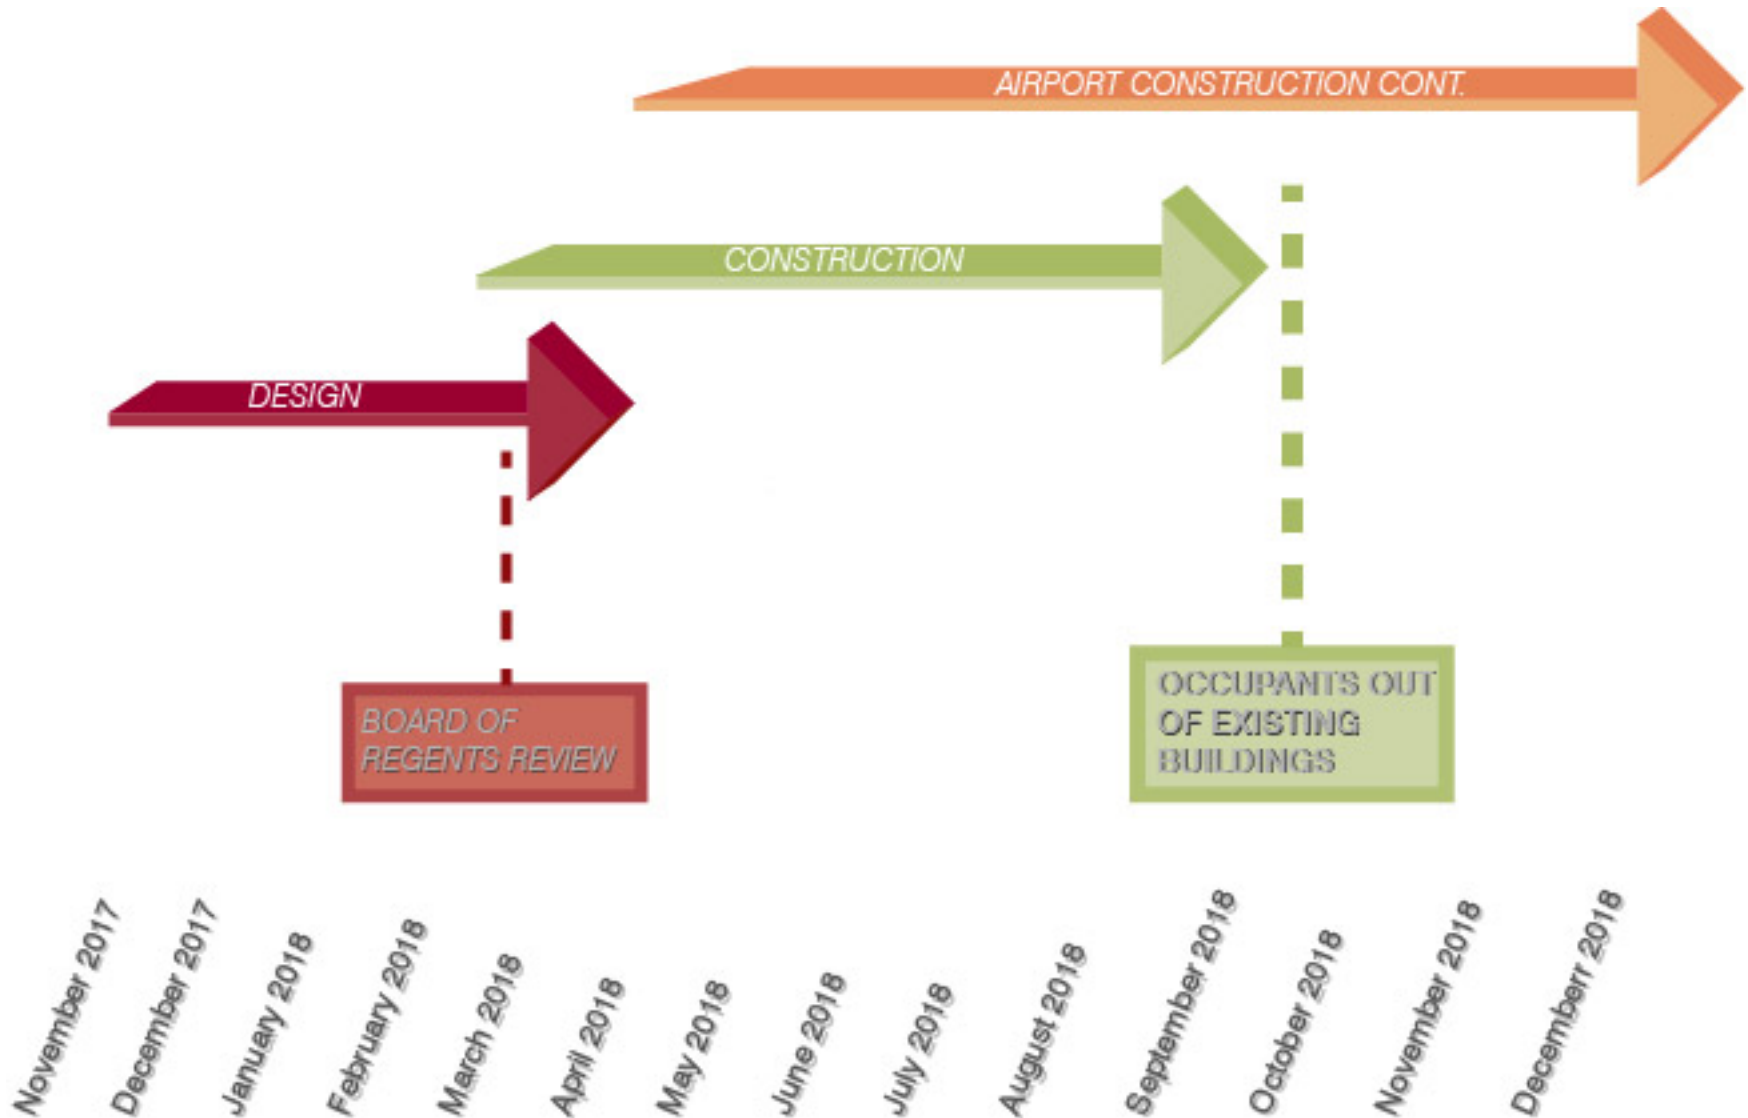 AIRPORT CONSTRUCTION CONT.
CONSTRUCTION
DESIGN
BOARD OF
REGENTS REVIEW
OCCUPANTS OUT
OF EXISTING
BUILDINGS
November 2017
December 2017
January 2018
February 2018
March 2018
April 2018
May 2018
June 2018
July 2018
August 2018
September 2018
October 2018
November 2018
Decemberr 2018